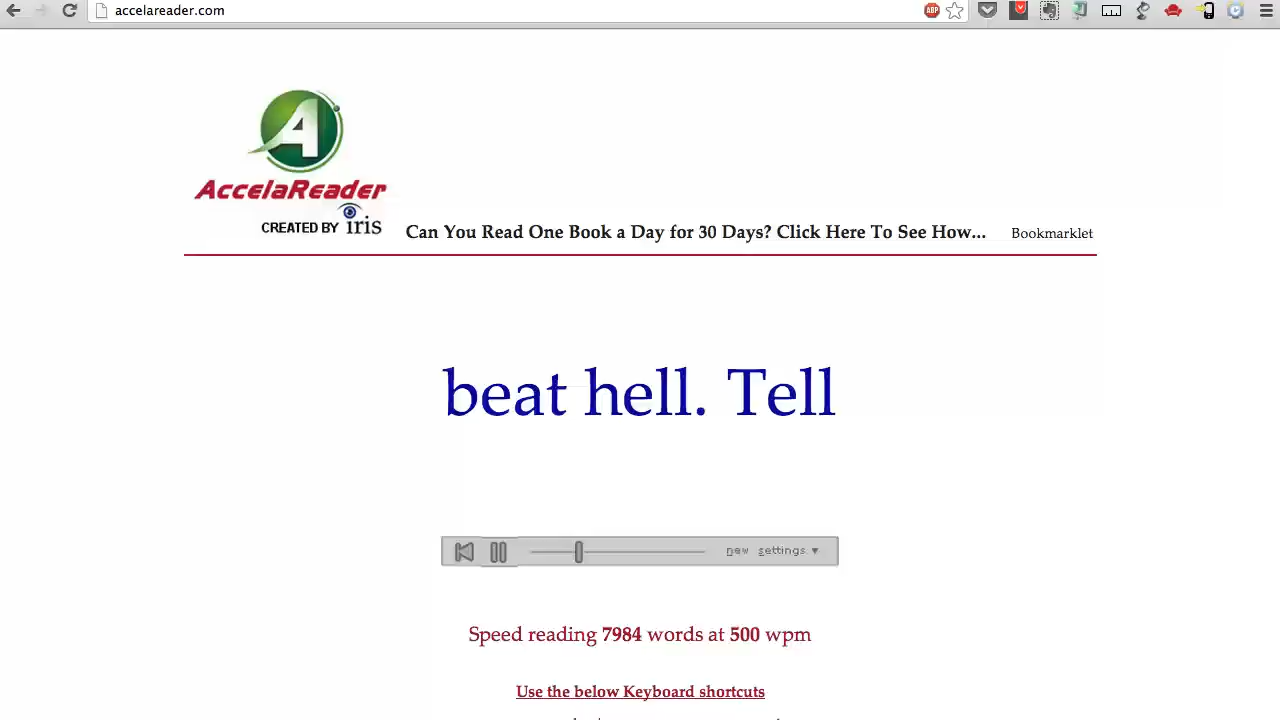 accelareader.com
ABP
A
AccelaReader
CREATED BY iris
Can You Read One Book a Day for 30 Days? Click Here To See How... Bookmarklet
beat hell. Tell
new settings ▼
Speed reading 7984 words at 500 wpm
Use the below Keyboard shortcuts